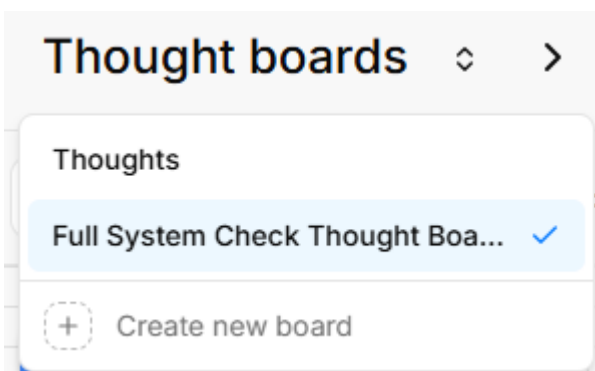 Thought boards
Thoughts
Full System Check Thought Boa...
Create new board